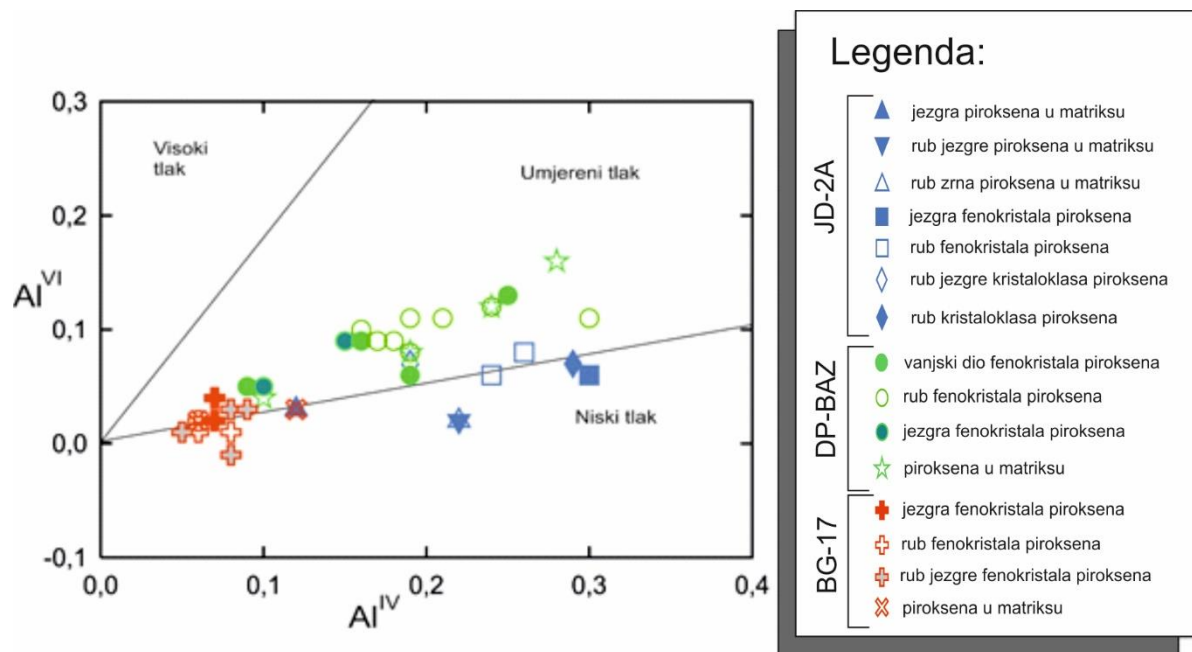 0,3
0,2
0,1
0,0
-0,1
Al^VI
Visoki
tlak
Umjereni tlak
Niski tlak
0,0
0,1
0,2
0,3
0,4
Al^IV
Legenda:
JD-2A
jezgra piroksena u matriksu
rub jezgre piroksena u matriksu
rub zrna piroksena u matriksu
jezgra fenokristala piroksena
rub fenokristala piroksena
rub jezgre kristaloklasa piroksena
rub kristaloklasa piroksena
DP-BAZ
vanjski dio fenokristala piroksena
rub fenokristala piroksena
jezgra fenokristala piroksena
piroksena u matriksu
BG-17
jezgra fenokristala piroksena
rub fenokristala piroksena
rub jezgre fenokristala piroksena
piroksena u matriksu